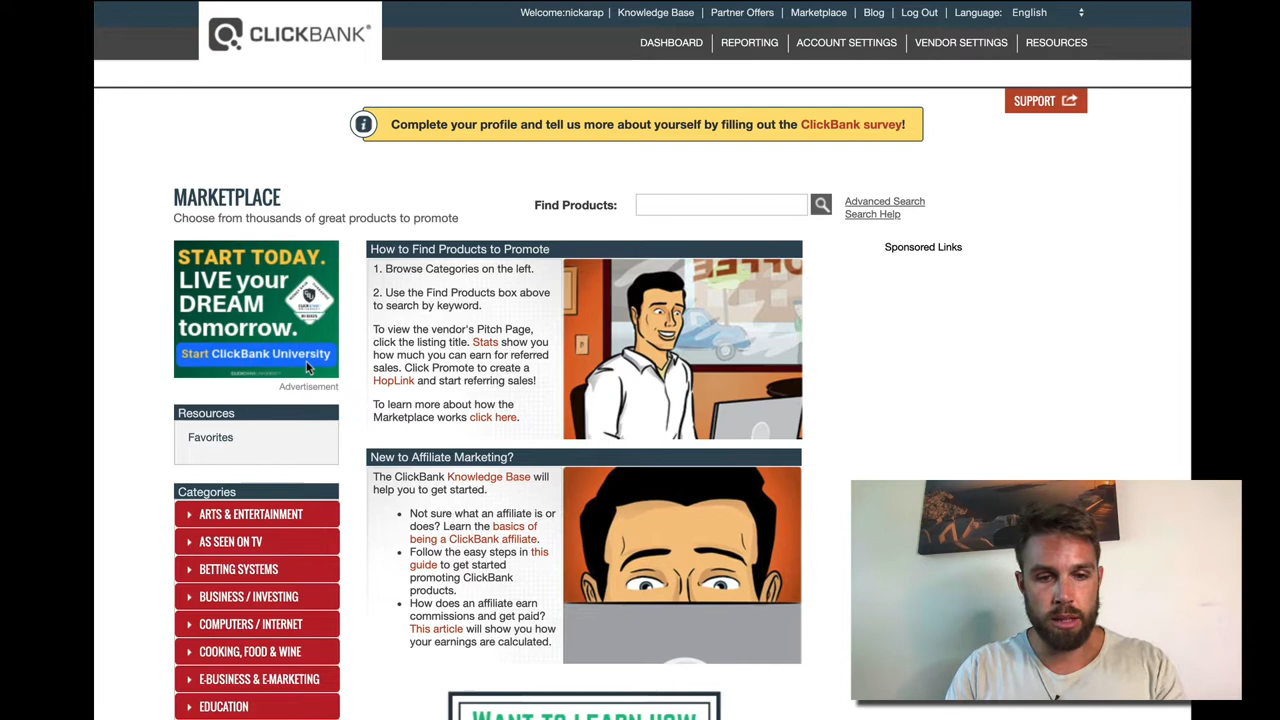 CLICKBANK®
Welcome:nickarap | Knowledge Base | Partner Offers | Marketplace | Blog | Log Out | Language: English
DASHBOARD | REPORTING | ACCOUNT SETTINGS | VENDOR SETTINGS | RESOURCES
SUPPORT
Complete your profile and tell us more about yourself by filling out the ClickBank survey!
MARKETPLACE
Choose from thousands of great products to promote
Find Products:
Advanced Search
Search Help
START TODAY.
LIVE your
DREAM
tomorrow.
Start ClickBank University
Advertisement
Resources
Favorites
Categories
ARTS & ENTERTAINMENT
AS SEEN ON TV
BETTING SYSTEMS
BUSINESS / INVESTING
COMPUTERS / INTERNET
COOKING, FOOD & WINE
E-BUSINESS & E-MARKETING
EDUCATION
How to Find Products to Promote
1. Browse Categories on the left.
2. Use the Find Products box above
to search by keyword.
To view the vendor's Pitch Page,
click the listing title. Stats show you
how much you can earn for referred
sales. Click Promote to create a
HopLink and start referring sales!
To learn more about how the
Marketplace works click here.
COFFEE
New to Affiliate Marketing?
The ClickBank Knowledge Base will
help you to get started.
• Not sure what an affiliate is or
does? Learn the basics of
being a ClickBank affiliate.
• Follow the easy steps in this
guide to get started
promoting ClickBank
products.
• How does an affiliate earn
commissions and get paid?
This article will show you how
your earnings are calculated.
WANT TO LEARN HOW
Sponsored Links